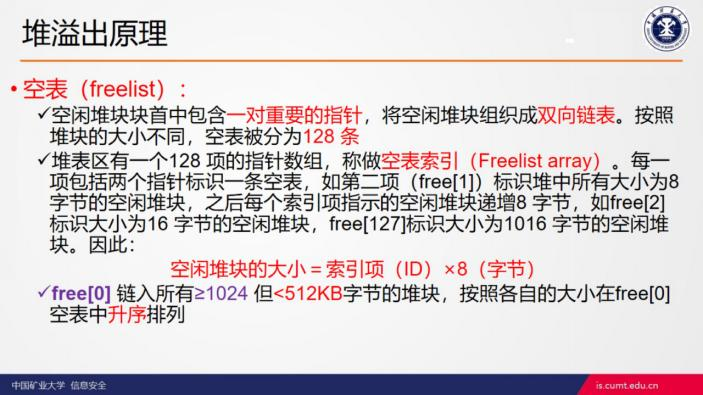 堆溢出原理
• 空表（freelist）:
✓空闲堆块块首中包含一对重要的指针，将空闲堆块组织成双向链表。按照
堆块的大小不同，空表被分为128 条
✓堆表区有一个128 项的指针数组，称做空表索引（Freelist array）。每一
项包括两个指针标识一条空表，如第二项（free[1]）标识堆中所有大小为8
字节的空闲堆块，之后每个索引项指示的空闲堆块递增8 字节，如free[2]
标识大小为16 字节的空闲堆块，free[127]标识大小为1016 字节的空闲堆
块。因此:
空闲堆块的大小＝索引项（ID）×8（字节）
✓free[0] 链入所有≥1024 但<512KB字节的堆块，按照各自的大小在free[0]
空表中升序排列
中国矿业大学 信息安全
is.cumt.edu.cn